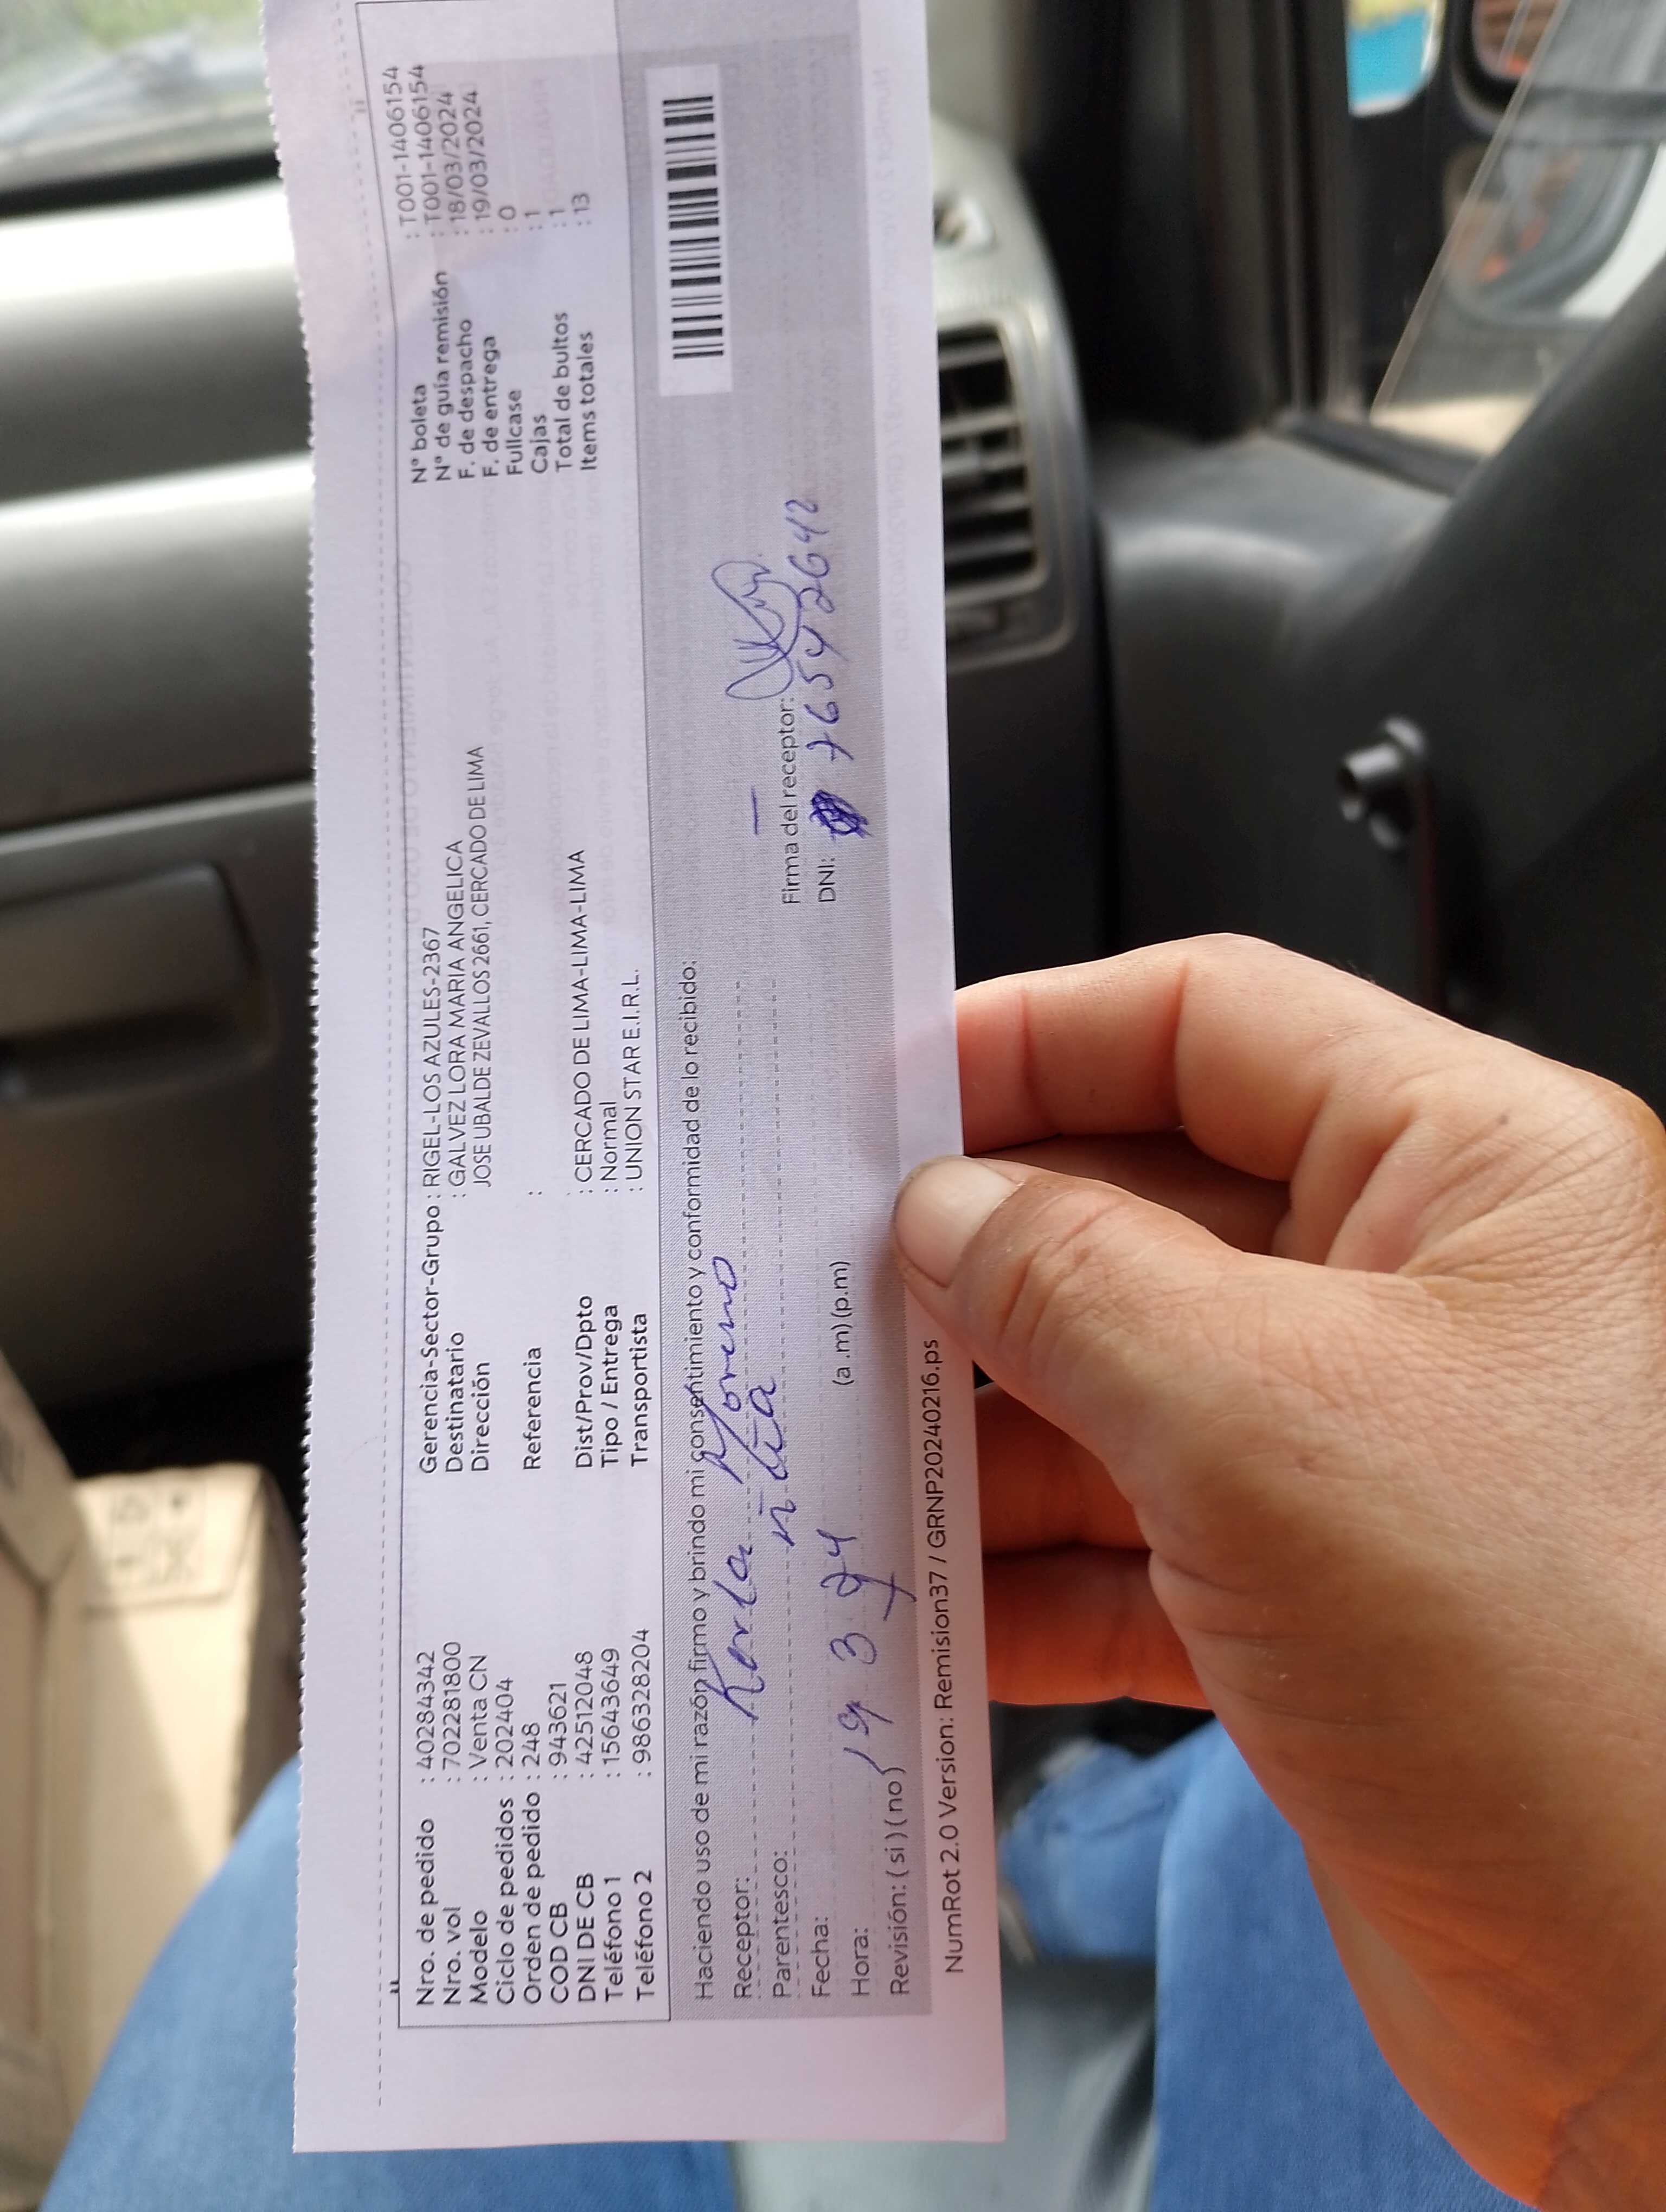 Nro. de pedido : 40284342
Nro. vol : 702281800
Modelo : Venta CN
Ciclo de pedidos : 202404
Orden de pedido : 248
COD CB : 943621
DNI DE CB : 42512048
Teléfono 1 : 15643649
Teléfono 2 : 986328204
Gerencia-Sector-Grupo : RIGEL-LOS AZULES-2367
Destinatario : GALVEZ LORA MARIA ANGELICA
Dirección JOSE UBALDE ZEVALLOS 2661, CERCADO DE LIMA
Referencia :
Dist/Prov/Dpto : CERCADO DE LIMA-LIMA-LIMA
Tipo / Entrega : Normal
Transportista : UNION STAR E.I.R.L.
N° boleta : T001-1406154
N° de guía remisión : T001-1406154
F. de despacho : 18/03/2024
F. de entrega : 19/03/2024
Fullcase : 0
Cajas : 1
Total de bultos : 1
Items totales : 13
Haciendo uso de mi razón firmo y brindo mi consentimiento y conformidad de lo recibido:
Receptor: Karla Moreno
Parentesco:
Firma del receptor:
Fecha: 19 3 24
DNI: 76542642
Hora: (a .m) (p.m)
Revisión: ( si ) ( no )
NumRot 2.0 Version: Remision37 / GRNP20240216.ps